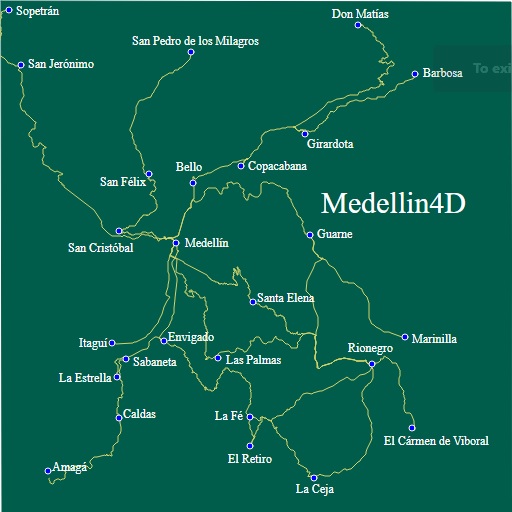 Sopetrán
Don Matías
San Pedro de los Milagros
San Jerónimo
To exi
Barbosa
Girardota
Bello
Copacabana
San Félix
Medellin4D
Guarne
San Cristóbal
Medellín
Santa Elena
Itaguí
Envigado
Marinilla
Rionegro
Sabaneta
Las Palmas
La Estrella
Caldas
La Fé
El Cármen de Viboral
El Retiro
Amagá
La Ceja